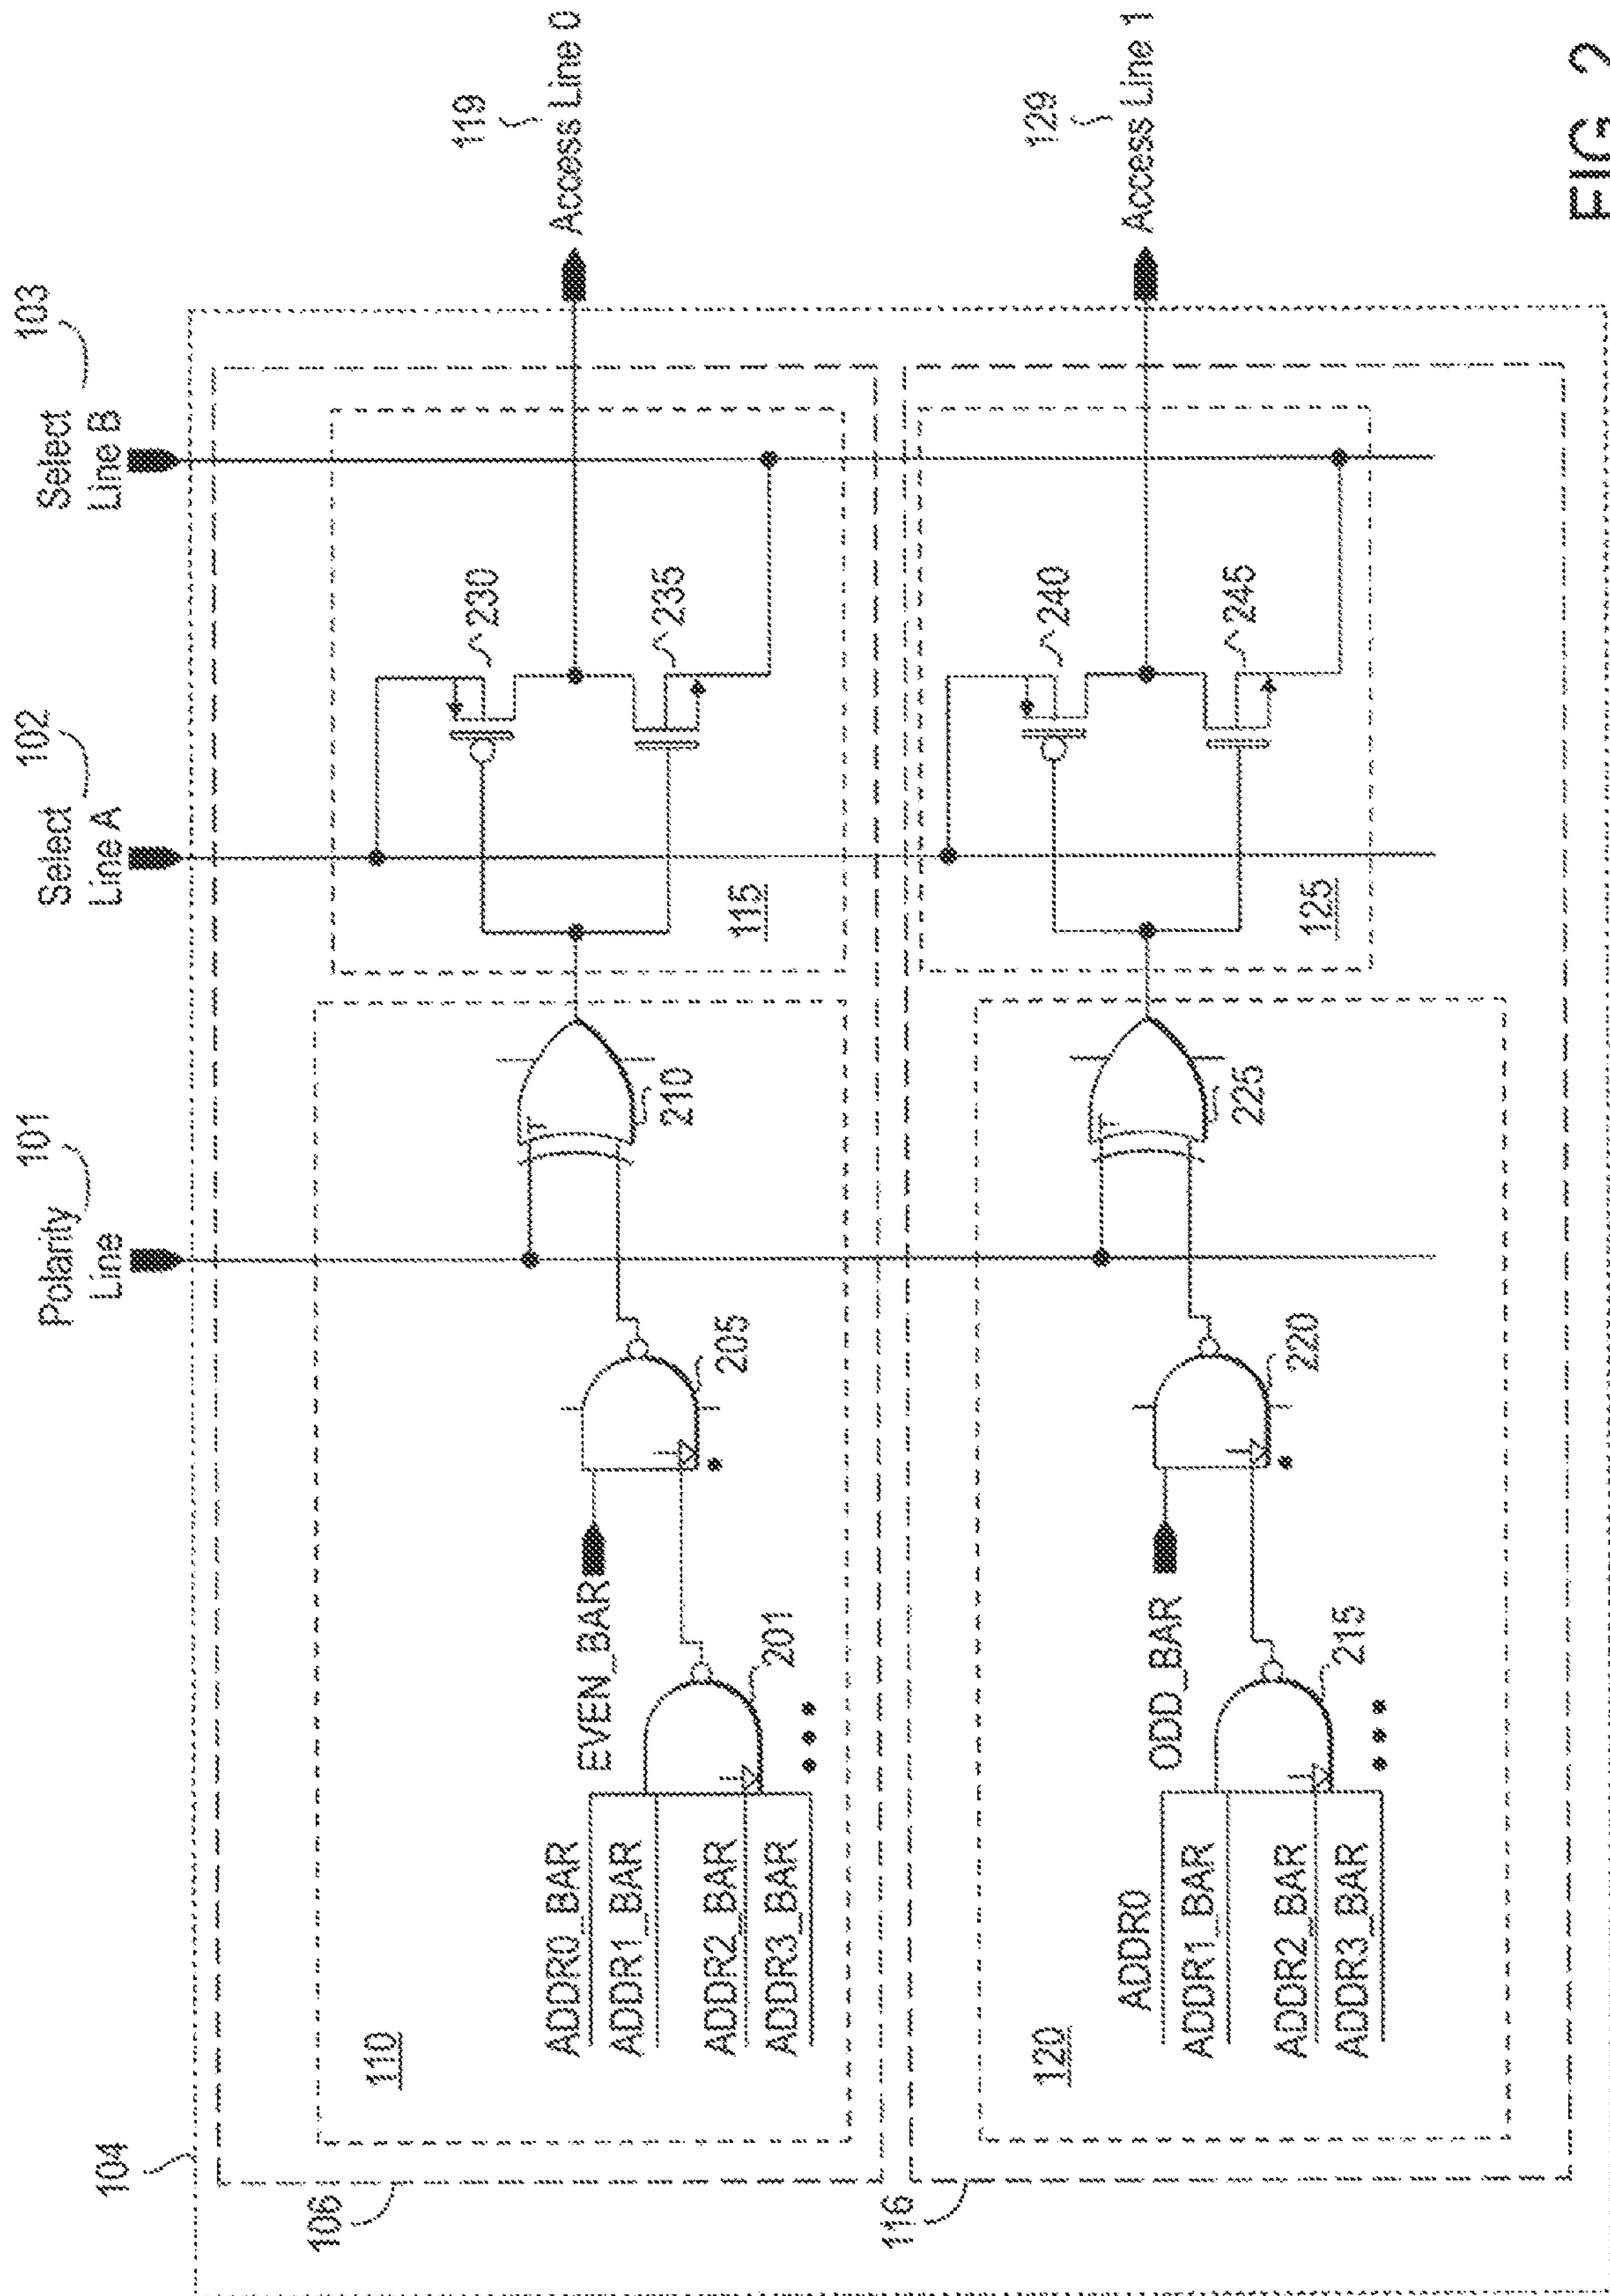 104
106
116
Polarity
Line
101
Select
Line A
102
Select
Line B
103
110
ADDR0_BAR
ADDR1_BAR
ADDR2_BAR
ADDR3_BAR
201
EVEN_BAR
205
210
115
230
235
119
Access Line 0
120
ADDR0
ADDR1_BAR
ADDR2_BAR
ADDR3_BAR
215
ODD_BAR
220
225
125
240
245
129
Access Line 1
FIG 2